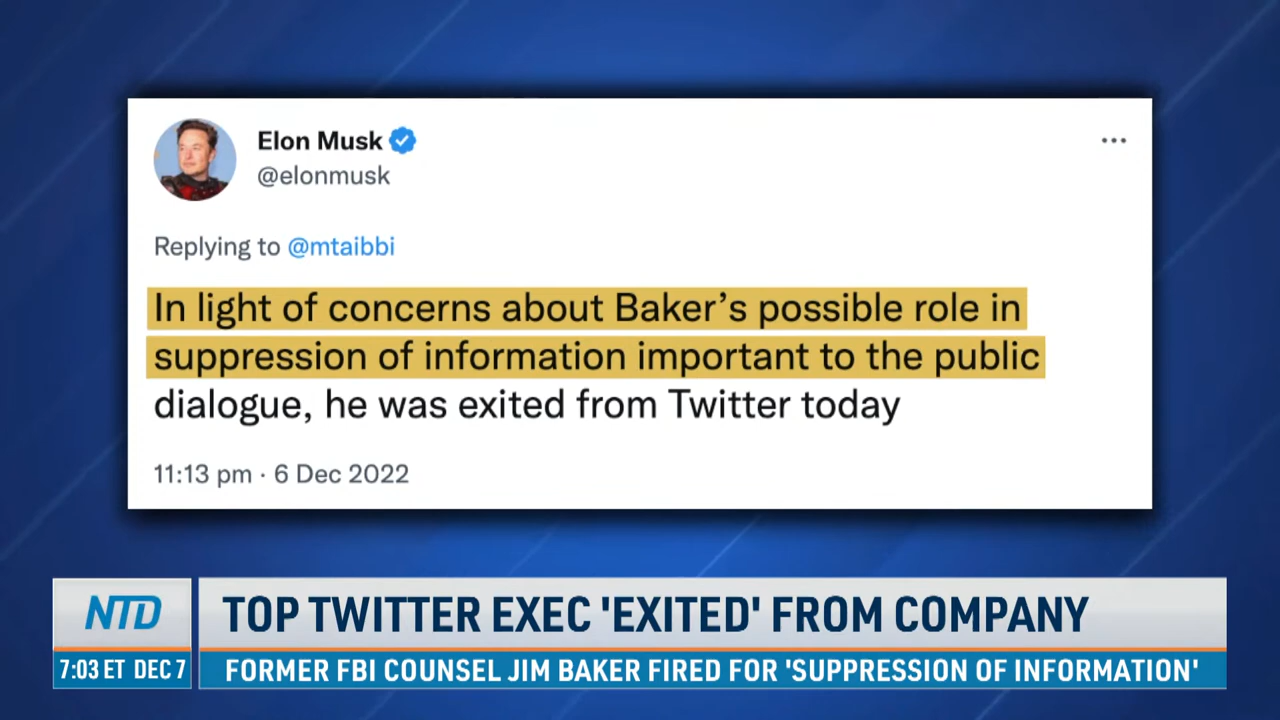 Elon Musk
@elonmusk
Replying to @mtaibbi
In light of concerns about Baker’s possible role in
suppression of information important to the public
dialogue, he was exited from Twitter today
11:13 pm · 6 Dec 2022
NTD
TOP TWITTER EXEC 'EXITED' FROM COMPANY
7:03 ET DEC 7
FORMER FBI COUNSEL JIM BAKER FIRED FOR 'SUPPRESSION OF INFORMATION'